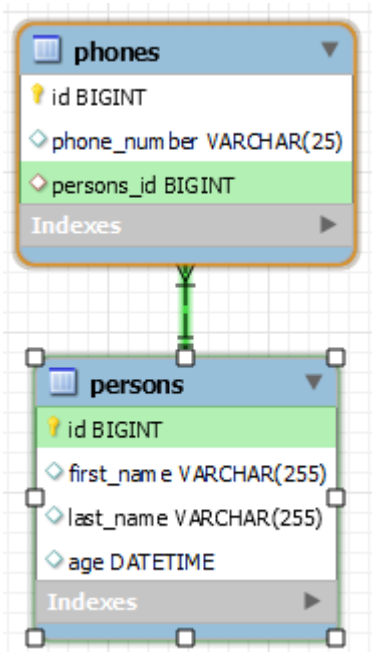 phones
id BIGINT
phone_number VARCHAR(25)
persons_id BIGINT
Indexes
persons
id BIGINT
first_name VARCHAR(255)
last_name VARCHAR(255)
age DATETIME
Indexes